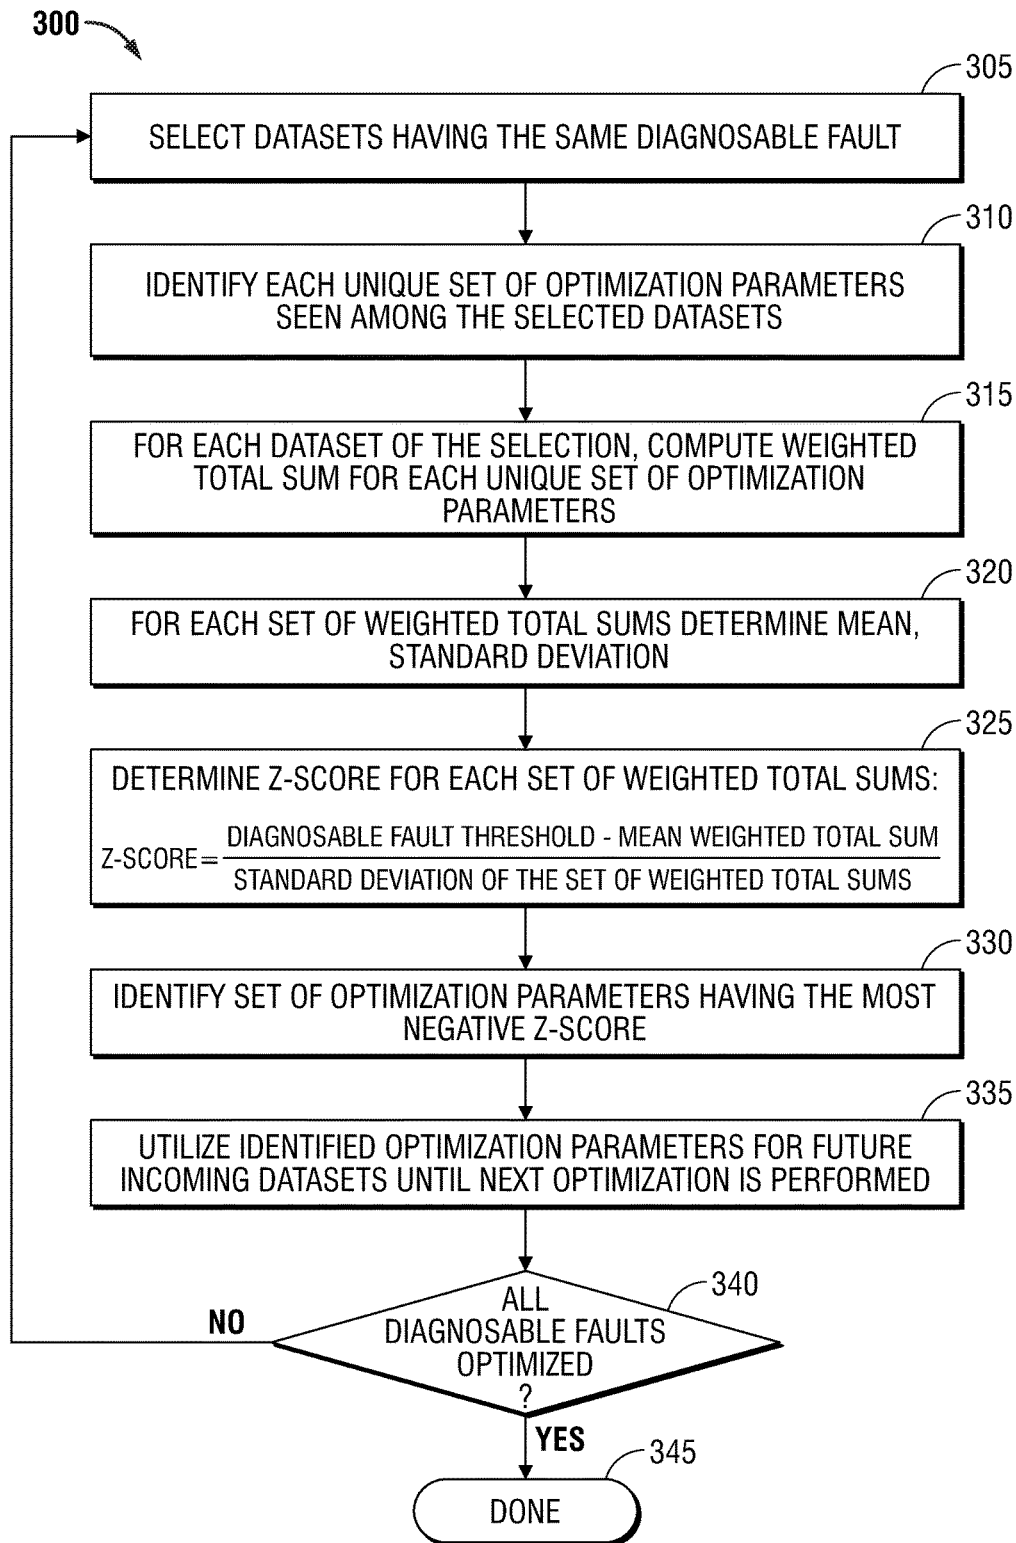 300
305
SELECT DATASETS HAVING THE SAME DIAGNOSABLE FAULT
310
IDENTIFY EACH UNIQUE SET OF OPTIMIZATION PARAMETERS
SEEN AMONG THE SELECTED DATASETS
315
FOR EACH DATASET OF THE SELECTION, COMPUTE WEIGHTED
TOTAL SUM FOR EACH UNIQUE SET OF OPTIMIZATION
PARAMETERS
320
FOR EACH SET OF WEIGHTED TOTAL SUMS DETERMINE MEAN,
STANDARD DEVIATION
325
DETERMINE Z-SCORE FOR EACH SET OF WEIGHTED TOTAL SUMS:
DIAGNOSABLE FAULT THRESHOLD - MEAN WEIGHTED TOTAL SUM
Z-SCORE=
STANDARD DEVIATION OF THE SET OF WEIGHTED TOTAL SUMS
330
IDENTIFY SET OF OPTIMIZATION PARAMETERS HAVING THE MOST
NEGATIVE Z-SCORE
335
UTILIZE IDENTIFIED OPTIMIZATION PARAMETERS FOR FUTURE
INCOMING DATASETS UNTIL NEXT OPTIMIZATION IS PERFORMED
340
ALL
DIAGNOSABLE FAULTS
OPTIMIZED
?
NO
YES
345
DONE